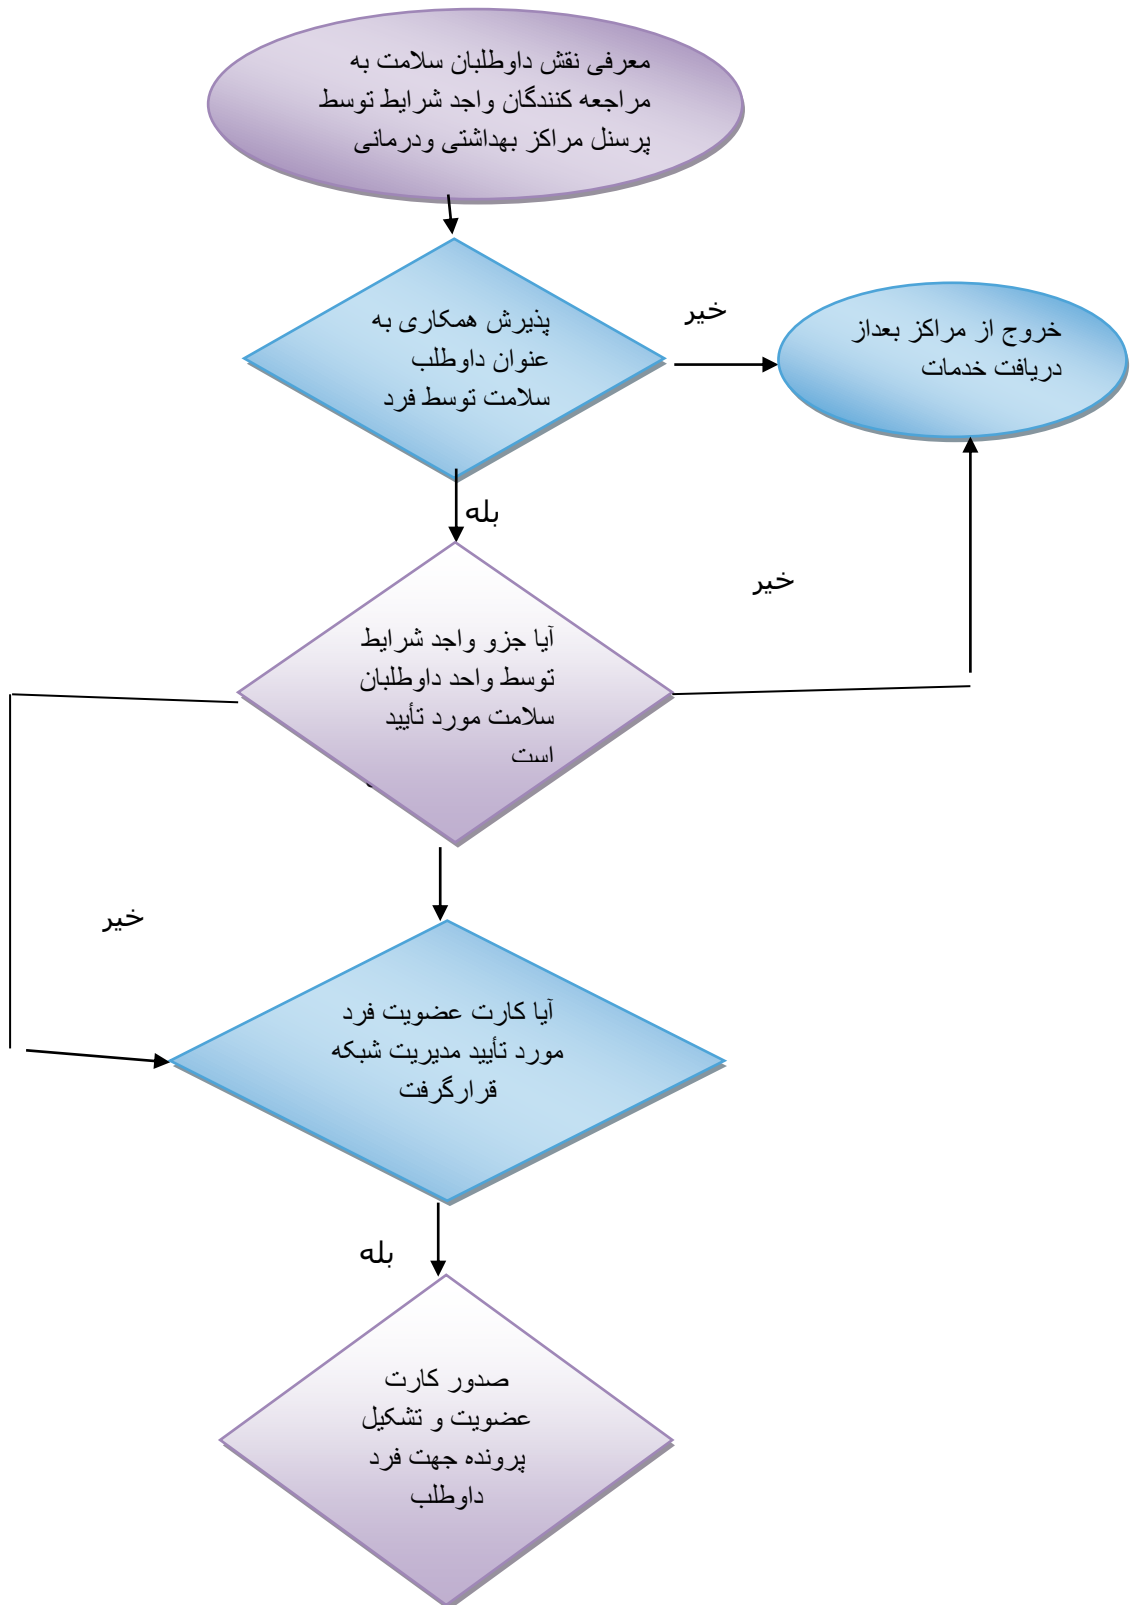 معرفی نقش داوطلبان سلامت به
مراجعه کنندگان واجد شرایط توسط
پرسنل مراکز بهداشتی ودرمانی
پذیرش همکاری به
عنوان داوطلب
سلامت توسط فرد
خیر
خروج از مراکز بعداز
دریافت خدمات
بله
آیا جزو واجد شرایط
توسط واحد داوطلبان
سلامت مورد تأیید
است
خیر
خیر
آیا کارت عضویت فرد
مورد تأیید مدیریت شبکه
قرارگرفت
بله
صدور کارت
عضویت و تشکیل
پرونده جهت فرد
داوطلب